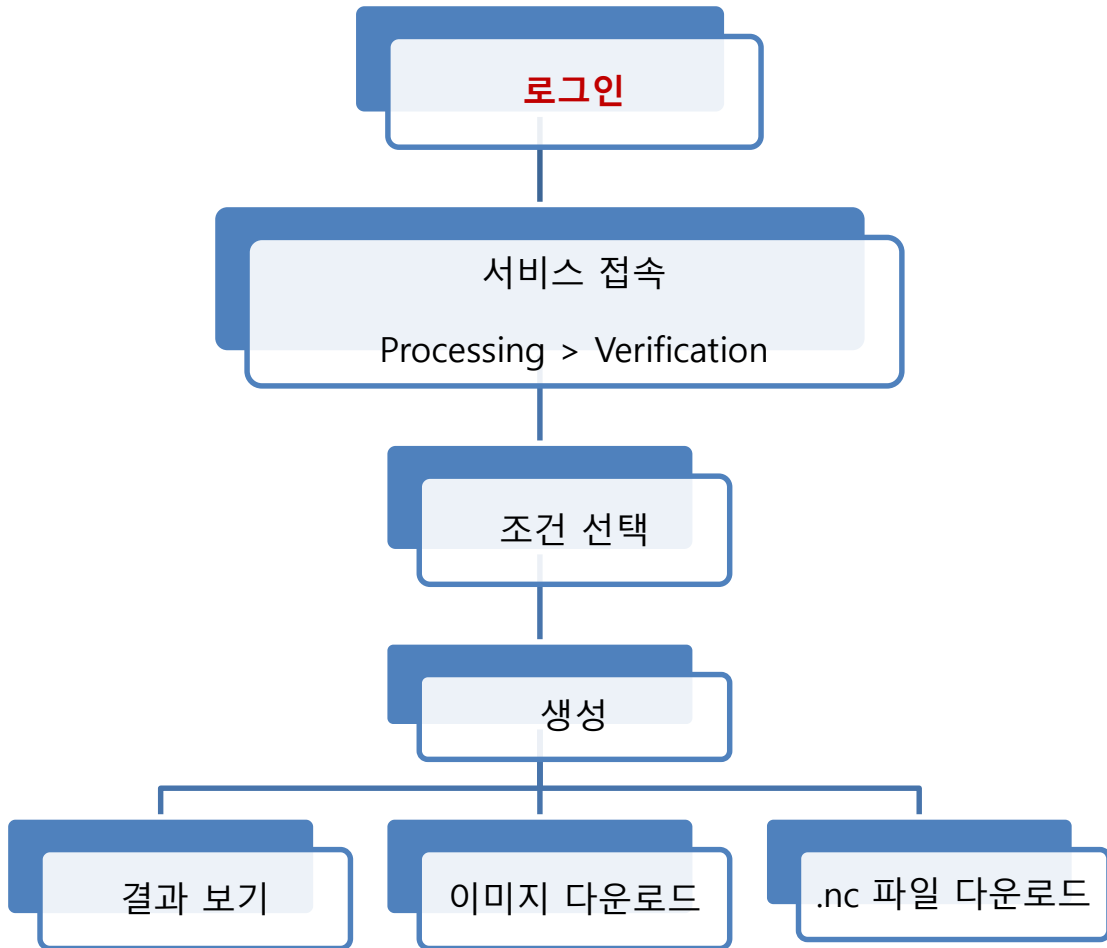 로그인
서비스 접속
Processing > Verification
조건 선택
생성
결과 보기
이미지 다운로드
.nc 파일 다운로드